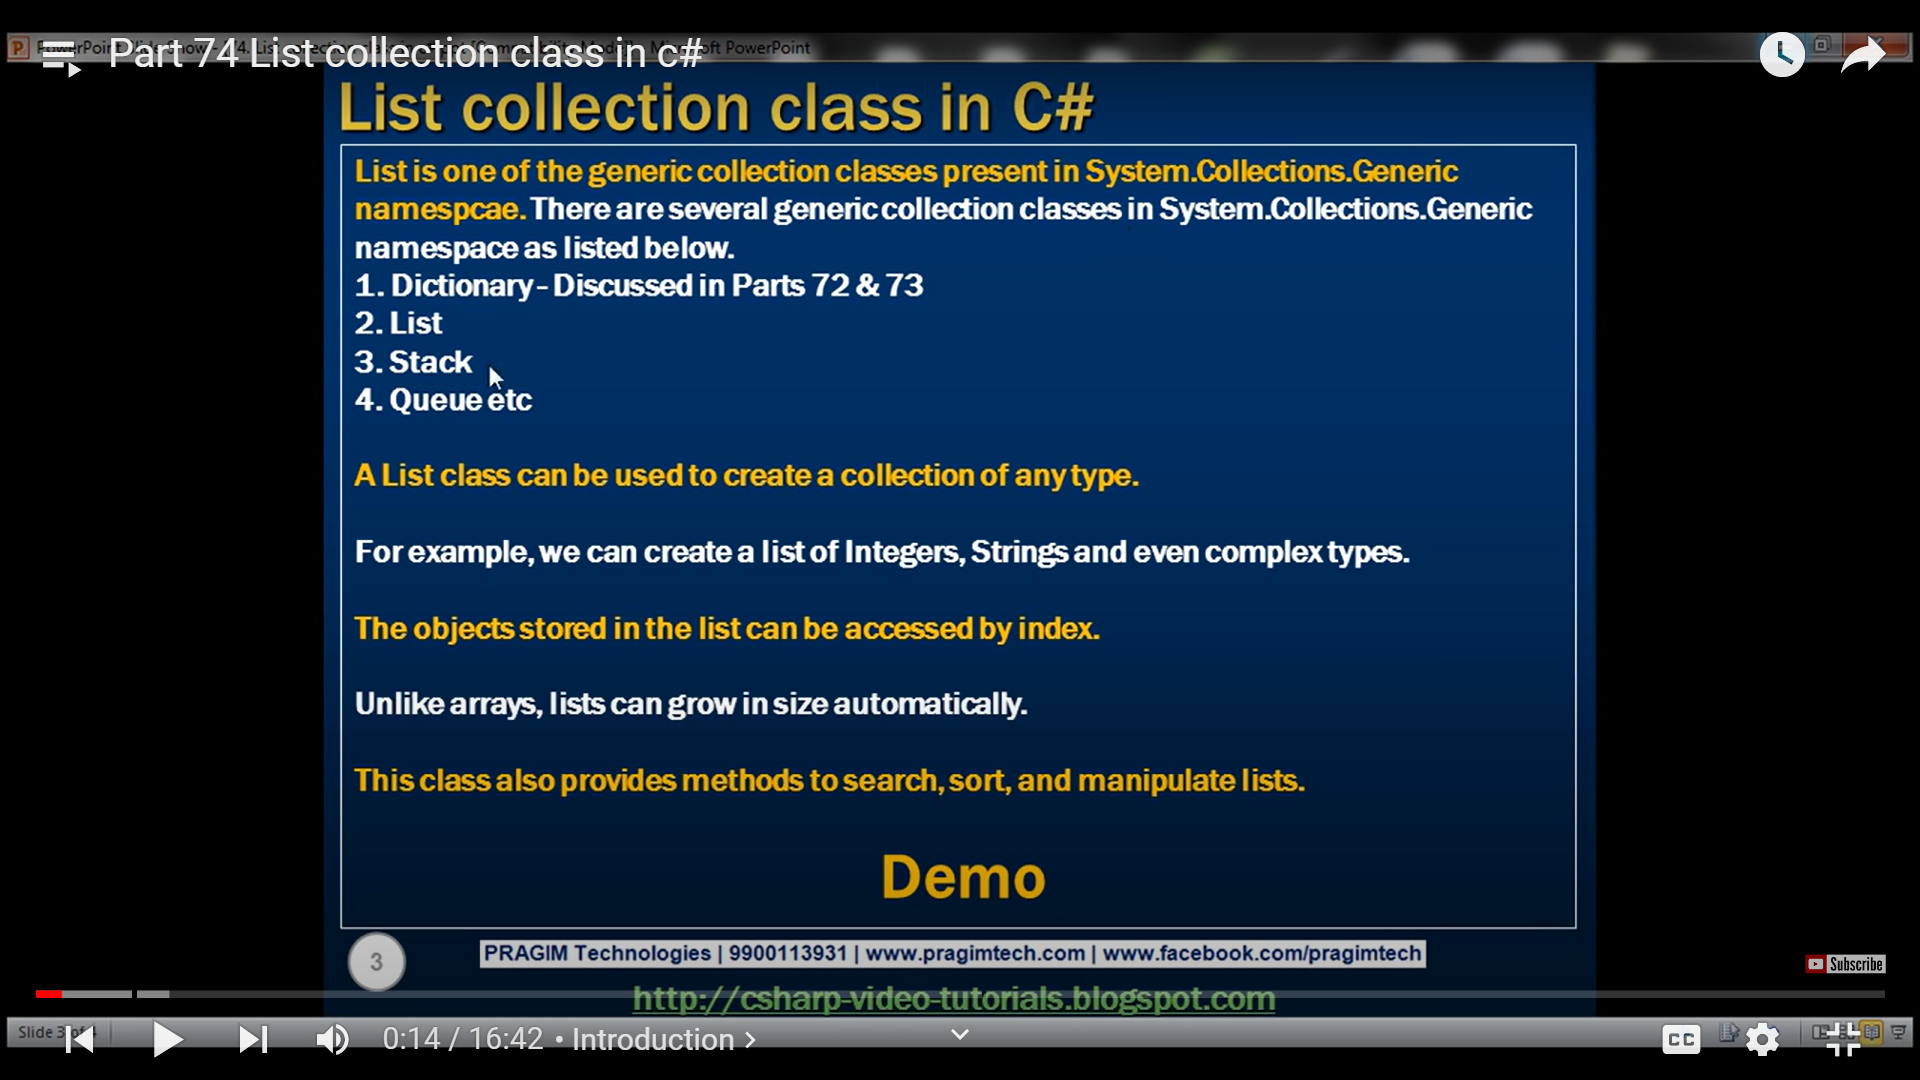 Part 74 List collection class in c#
List collection class in C#
List is one of the generic collection classes present in System.Collections.Generic
namespcae. There are several generic collection classes in System.Collections.Generic
namespace as listed below.
1. Dictionary - Discussed in Parts 72 & 73
2. List
3. Stack
4. Queue etc
A List class can be used to create a collection of any type.
For example, we can create a list of Integers, Strings and even complex types.
The objects stored in the list can be accessed by index.
Unlike arrays, lists can grow in size automatically.
This class also provides methods to search, sort, and manipulate lists.
Demo
3
PRAGIM Technologies | 9900113931 | www.pragimtech.com | www.facebook.com/pragimtech
Subscribe
http://csharp-video-tutorials.blogspot.com
Slide 3 of 4
0:14 / 16:42 • Introduction >
CC